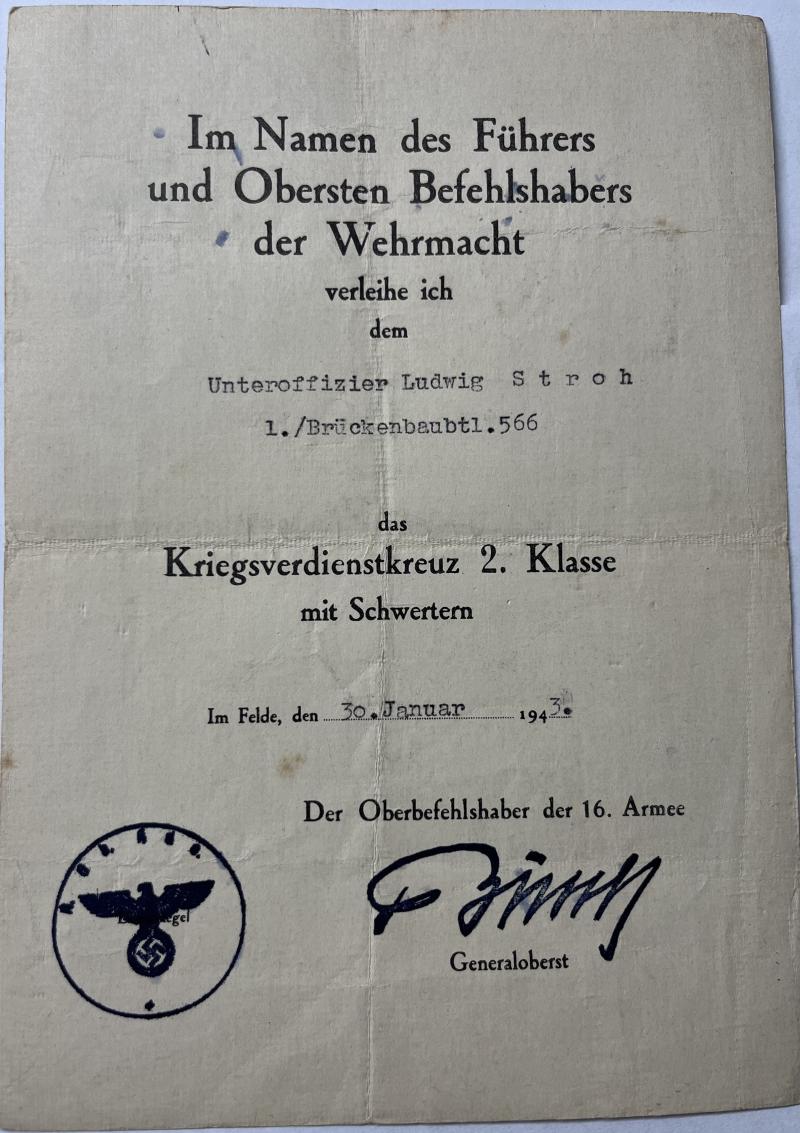 Im Namen des Führers
und Obersten Befehlshabers
der Wehrmacht
verleihe ich
dem
Unteroffizier Ludwig S t r o h
1./Brückenbaubtl.566
das
Kriegsverdienstkreuz 2. Klasse
mit Schwertern
Im Felde, den 30.Januar 1943.
Der Oberbefehlshaber der 16. Armee
Generaloberst